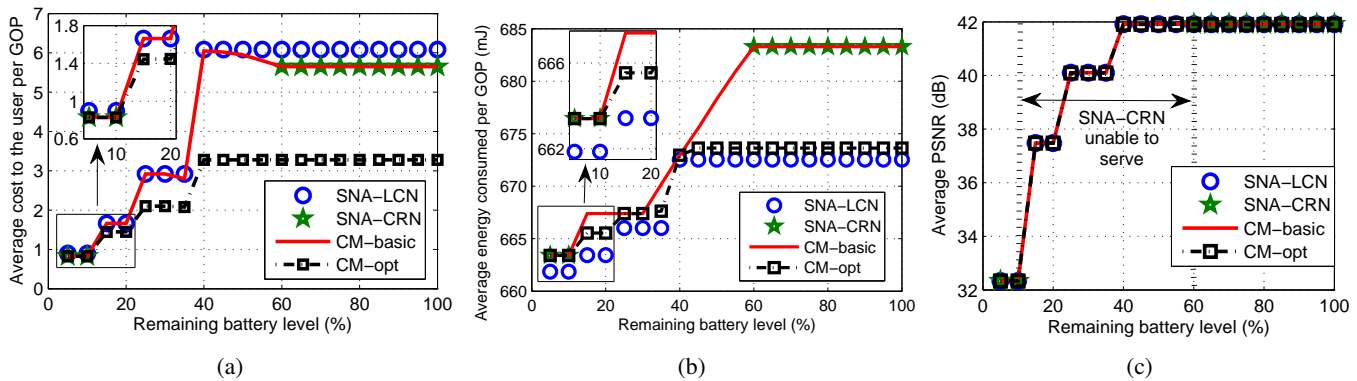 Average cost to the user per GOP
7
6
5
4
3
2
1
0
1.8
1.4
1
0.6
10
20
SNA−LCN
SNA−CRN
CM−basic
CM−opt
0
20
40
60
80
100
Remaining battery level (%)
(a)
Average energy consumed per GOP (mJ)
685
680
675
670
665
660
666
662
10
20
SNA−LCN
SNA−CRN
CM−basic
CM−opt
0
20
40
60
80
100
Remaining battery level (%)
(b)
Average PSNR (dB)
42
40
38
36
34
32
SNA−CRN
unable to
serve
SNA−LCN
SNA−CRN
CM−basic
CM−opt
0
20
40
60
80
100
Remaining battery level (%)
(c)